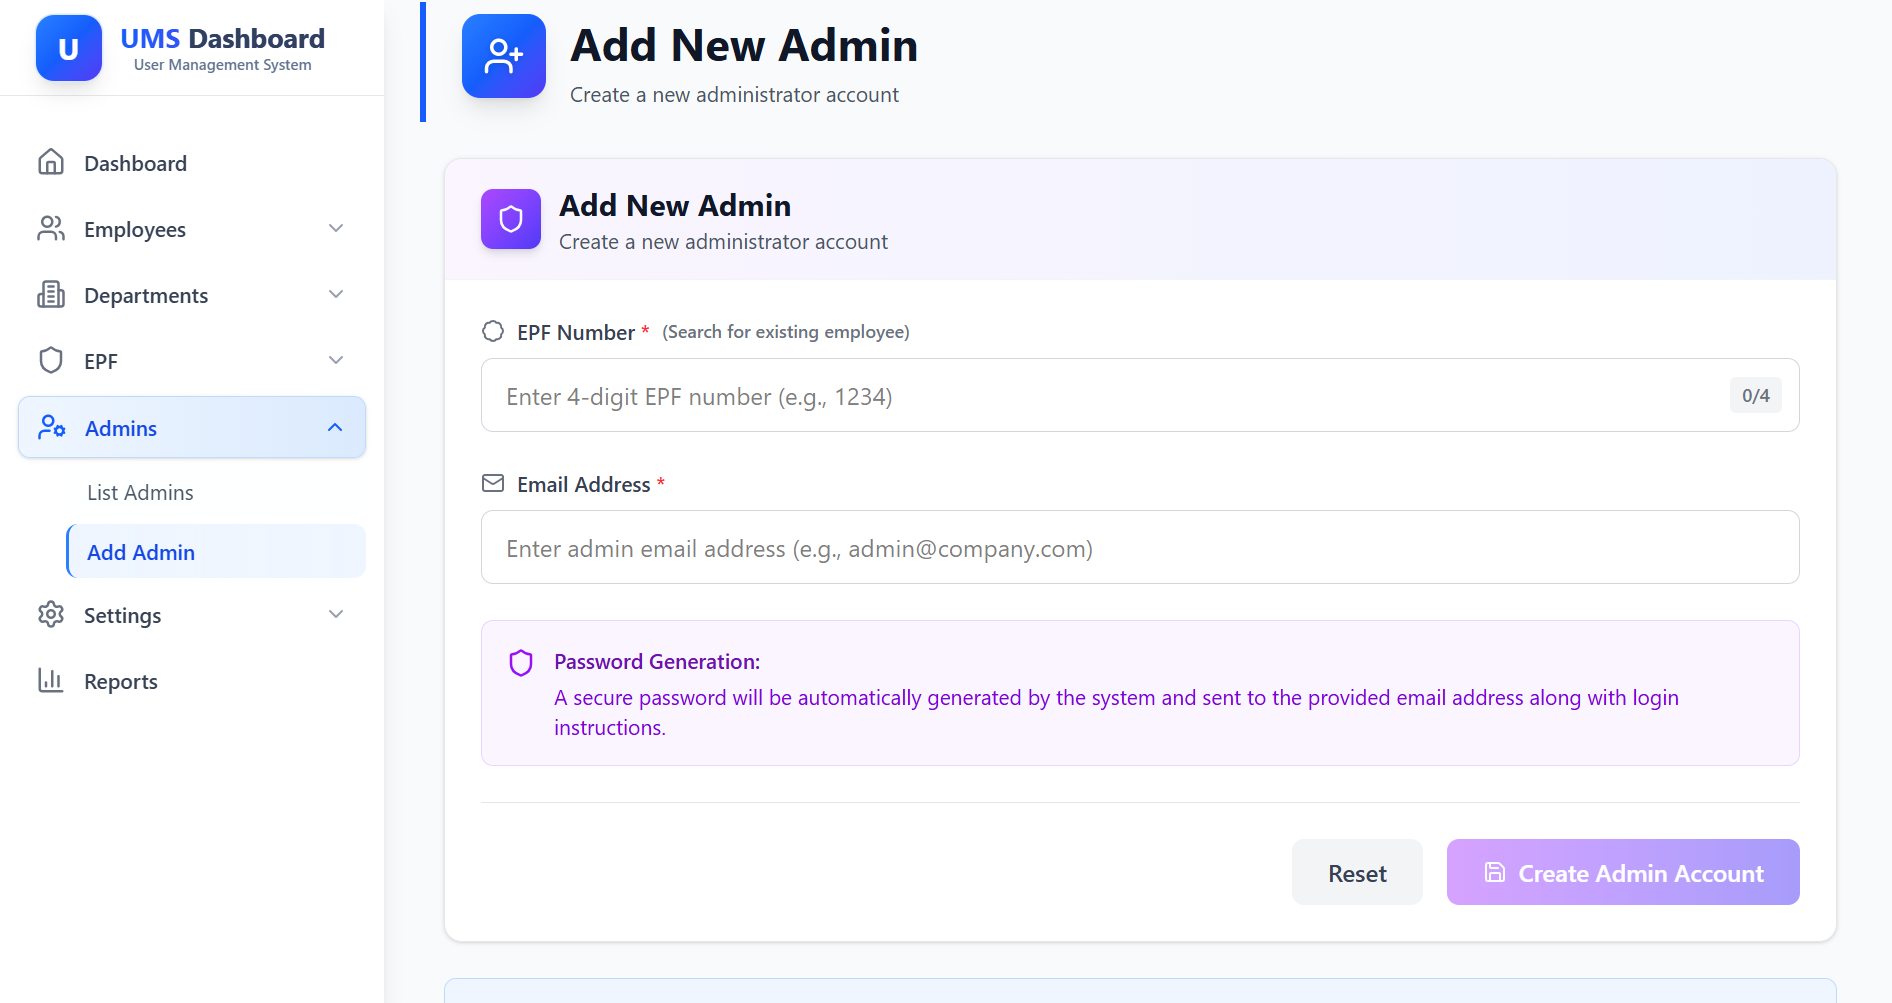 U
UMS Dashboard
User Management System
Dashboard
Employees
Departments
EPF
Admins
List Admins
Add Admin
Settings
Reports
Add New Admin
Create a new administrator account
Add New Admin
Create a new administrator account
EPF Number * (Search for existing employee)
Enter 4-digit EPF number (e.g., 1234)
0/4
Email Address *
Enter admin email address (e.g., admin@company.com)
Password Generation:
A secure password will be automatically generated by the system and sent to the provided email address along with login
instructions.
Reset
Create Admin Account